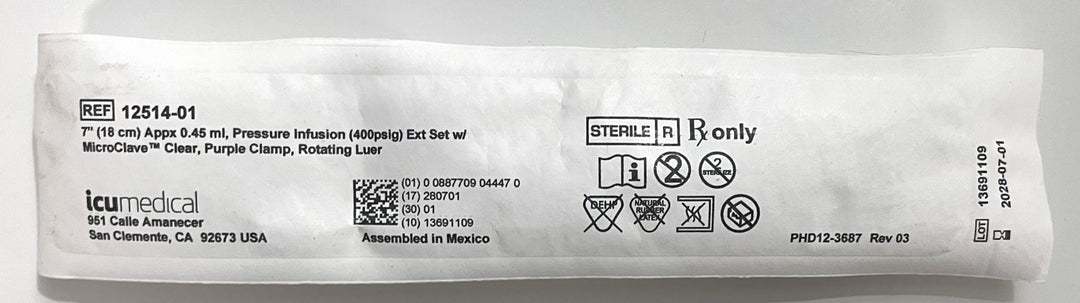 REF 12514-01
7" (18 cm) Appx 0.45 ml, Pressure Infusion (400psig) Ext Set w/
MicroClave™ Clear, Purple Clamp, Rotating Luer
icumedical
951 Calle Amanecer
San Clemente, CA 92673 USA
(01) 0 0887709 04447 0
(17) 280701
(30) 01
(10) 13691109
Assembled in Mexico
STERILE R Rx only
i 2 2 STERILIZE
DEHP NATURAL RUBBER LATEX
PHD12-3687 Rev 03
LOT 13691109
2028-07-01